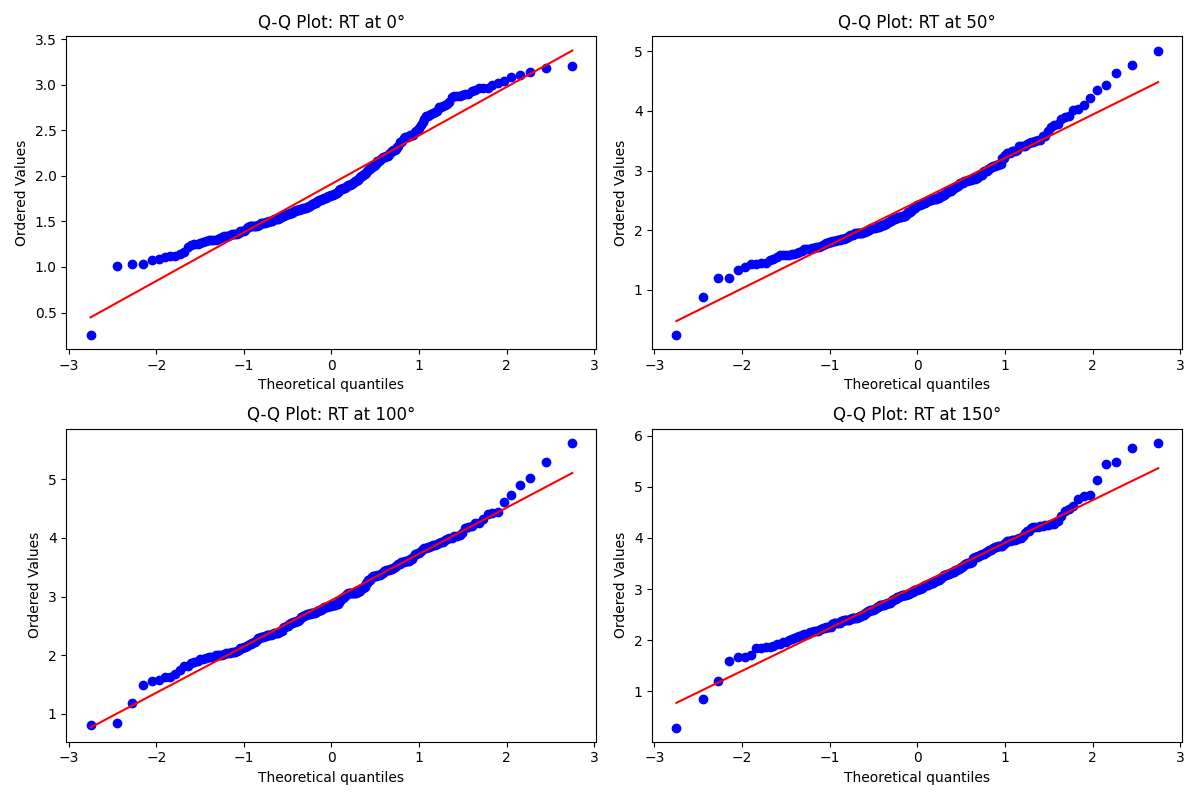 Q-Q Plot: RT at 0°
Ordered Values
3.5
3.0
2.5
2.0
1.5
1.0
0.5
−3 −2 −1 0 1 2 3
Theoretical quantiles
Q-Q Plot: RT at 50°
Ordered Values
5
4
3
2
1
−3 −2 −1 0 1 2 3
Theoretical quantiles
Q-Q Plot: RT at 100°
Ordered Values
5
4
3
2
1
−3 −2 −1 0 1 2 3
Theoretical quantiles
Q-Q Plot: RT at 150°
Ordered Values
6
5
4
3
2
1
−3 −2 −1 0 1 2 3
Theoretical quantiles